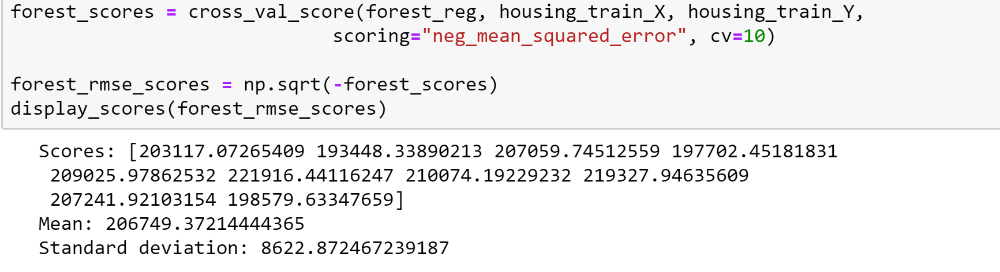 forest_scores = cross_val_score(forest_reg, housing_train_X, housing_train_Y,
scoring="neg_mean_squared_error", cv=10)
forest_rmse_scores = np.sqrt(-forest_scores)
display_scores(forest_rmse_scores)
Scores: [203117.07265409 193448.33890213 207059.74512559 197702.45181831
209025.97862532 221916.44116247 210074.19229232 219327.94635609
207241.92103154 198579.63347659]
Mean: 206749.37214444365
Standard deviation: 8622.872467239187